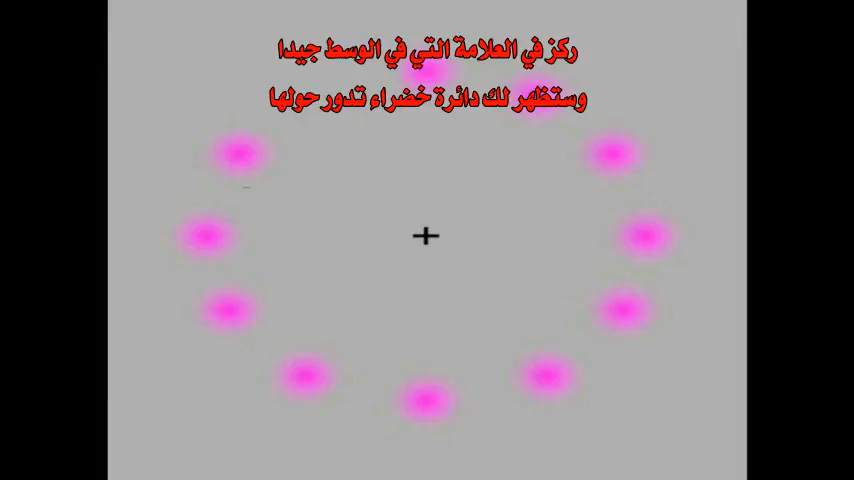 ركز في العلامة التي في الوسط جيدا
وستظهر لك دائرة خضراء تدور حولها